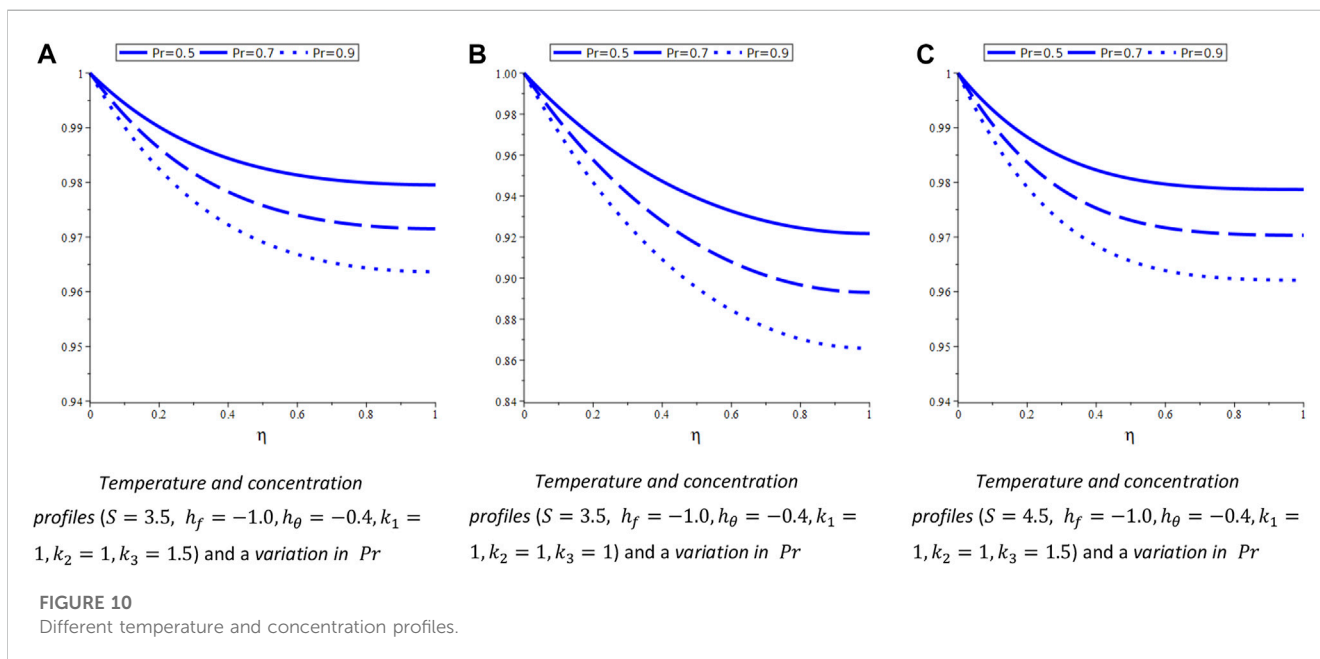 A
Pr=0.5 Pr=0.7 Pr=0.9
1
0.99
0.98
0.97
0.96
0.95
0.94
0 0.2 0.4 0.6 0.8 1
η
Temperature and concentration
profiles (S = 3.5, h_f = −1.0, h_θ = −0.4, k_1 =
1, k_2 = 1, k_3 = 1.5) and a variation in Pr
B
Pr=0.5 Pr=0.7 Pr=0.9
1.00
0.98
0.96
0.94
0.92
0.90
0.88
0.86
0.84
0 0.2 0.4 0.6 0.8 1
η
Temperature and concentration
profiles (S = 3.5, h_f = −1.0, h_θ = −0.4, k_1 =
1, k_2 = 1, k_3 = 1) and a variation in Pr
C
Pr=0.5 Pr=0.7 Pr=0.9
1
0.99
0.98
0.97
0.96
0.95
0.94
0 0.2 0.4 0.6 0.8 1
η
Temperature and concentration
profiles (S = 4.5, h_f = −1.0, h_θ = −0.4, k_1 =
1, k_2 = 1, k_3 = 1.5) and a variation in Pr
FIGURE 10
Different temperature and concentration profiles.